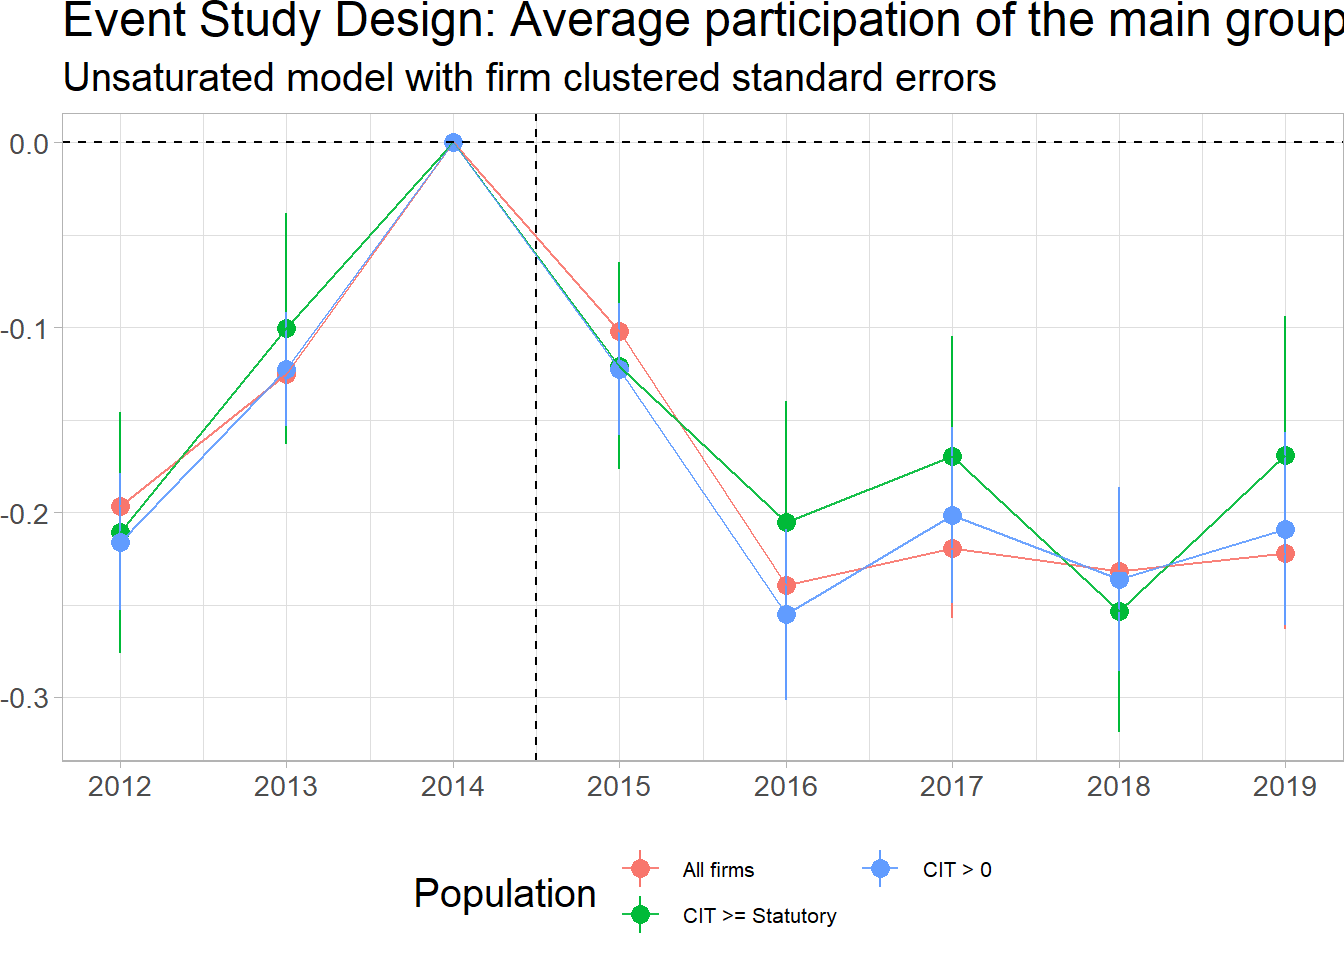 Event Study Design: Average participation of the main group
Unsaturated model with firm clustered standard errors
0.0
-0.1
-0.2
-0.3
2012 2013 2014 2015 2016 2017 2018 2019
Population
All firms
CIT > 0
CIT >= Statutory